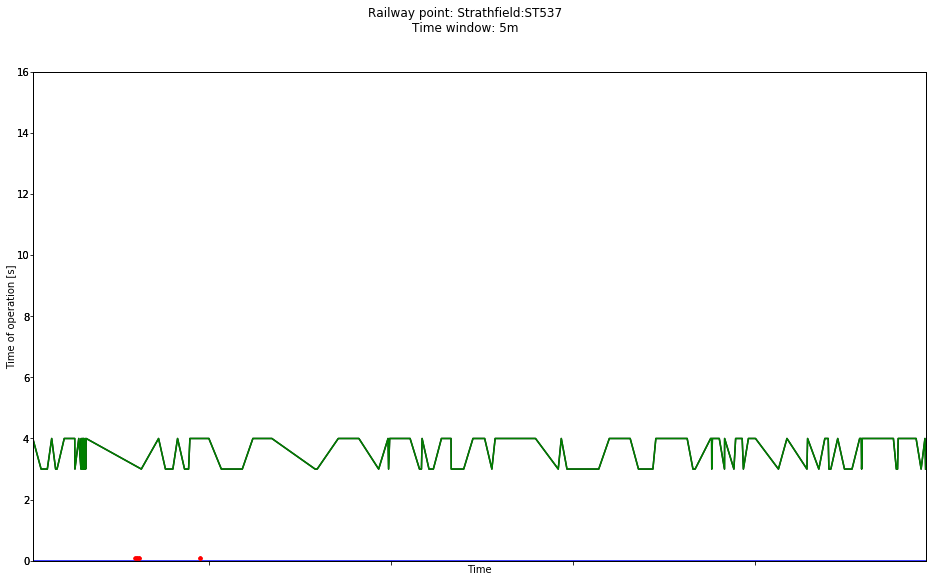 Railway point: Strathfield:ST537
Time window: 5m
16
14
12
10
8
6
4
2
0
Time of operation [s]
Time